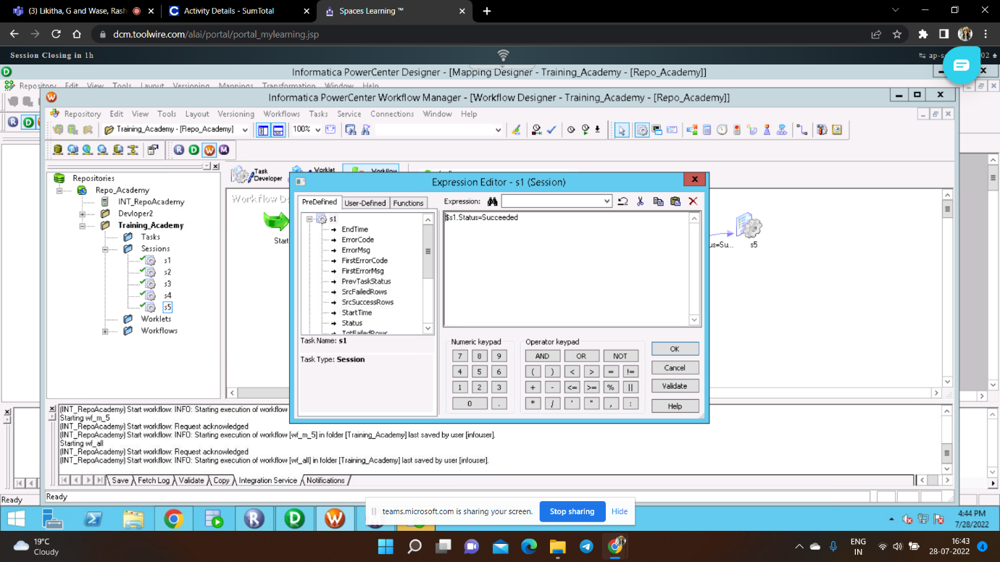 (3) Likitha, G and Wase, Rash
Activity Details - SumTotal
Spaces Learning ™
dcm.toolwire.com/alai/portal/portal_mylearning.jsp
Session Closing in 1h
Informatica PowerCenter Designer - [Mapping Designer - Training_Academy - [Repo_Academy]]
Repository Edit View Tools Layout Versioning Mappings Transformation Window Help
Informatica PowerCenter Workflow Manager - [Workflow Designer - Training_Academy - [Repo_Academy]]
Repository Edit View Tools Layout Versioning Workflows Tasks Service Connections Window Help
Training_Academy - [Repo_Academy]
100%
Repositories
Repo_Academy
INT_RepoAcademy
Devloper2
Training_Academy
Tasks
Sessions
s1
s2
s3
s4
s5
Worklets
Workflows
Task Developer
Worklet
Workflow
Start
us=Su...
s5
Expression Editor - s1 (Session)
PreDefined User-Defined Functions
Expression:
s1
EndTime
ErrorCode
ErrorMsg
FirstErrorCode
FirstErrorMsg
PrevTaskStatus
SrcFailedRows
SrcSuccessRows
StartTime
Status
TgtFailedRows
Task Name: s1
Task Type: Session
$s1.Status=Succeeded
Numeric keypad
7 8 9
4 5 6
1 2 3
0 .
Operator keypad
AND OR NOT
( ) < > = !=
+ - <= >= % ||
* / ' " , :
OK
Cancel
Validate
Help
(INT_RepoAcademy) Start workflow: INFO: Starting execution of workflow
Starting wf_m_5
(INT_RepoAcademy) Start workflow: Request acknowledged
(INT_RepoAcademy) Start workflow: INFO: Starting execution of workflow [wf_m_5] in folder [Training_Academy] last saved by user [infouser].
Starting wf_all
(INT_RepoAcademy) Start workflow: Request acknowledged
(INT_RepoAcademy) Start workflow: INFO: Starting execution of workflow [wf_all] in folder [Training_Academy] last saved by user [infouser].
Save Fetch Log Validate Copy Integration Service Notifications
Ready
Ready
teams.microsoft.com is sharing your screen.
Stop sharing
Hide
4:44 PM
7/28/2022
19°C
Cloudy
ENG
IN
16:43
28-07-2022
4